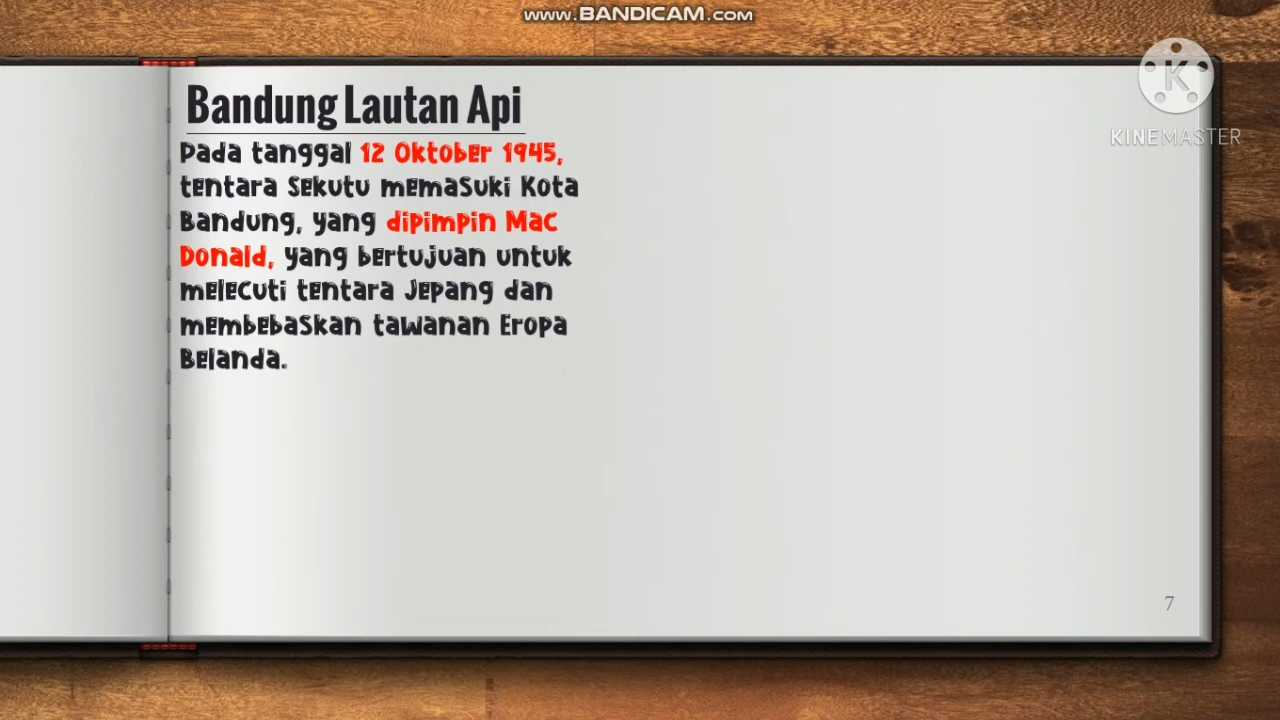 www.BANDICAM.com
KINEMASTER
Bandung Lautan Api
Pada tanggal 12 Oktober 1945,
tentara Sekutu memasuki Kota
Bandung, yang dipimpin Mac
Donald, yang bertujuan untuk
melecuti tentara Jepang dan
membebaskan tawanan Eropa
Belanda.
7